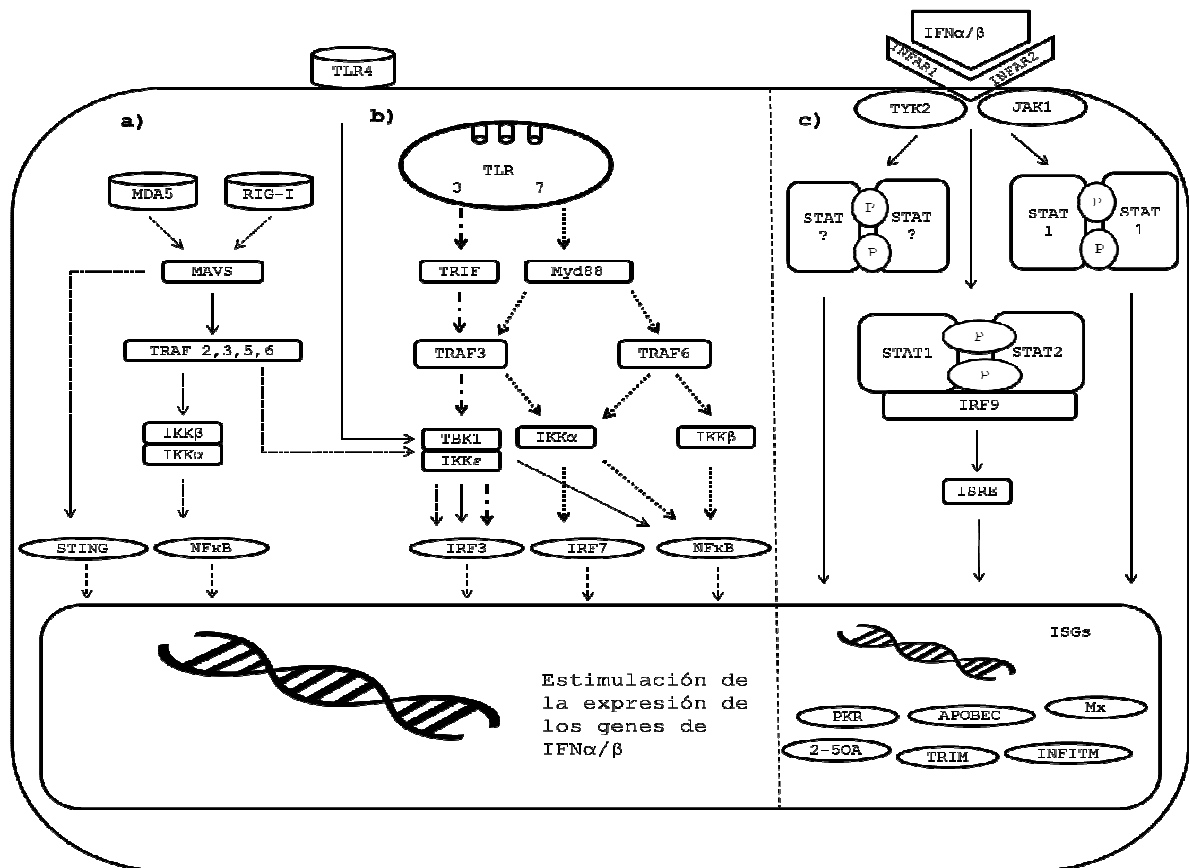 TLR4
a)
MDA5
RIG-I
MAVS
TRAF 2,3,5,6
IKKβ
IKKα
STING
NFκB
b)
TLR
3
7
TRIF
Myd88
TRAF3
TRAF6
TBK1
IKKε
IKKα
IKKβ
IRF3
IRF7
NFκB
Estimulación de
la expresión de
los genes de
IFNα/β
IFNα/β
INFAR1
INFAR2
TYK2
JAK1
c)
STAT
?
P
P
STAT
?
STAT
1
P
P
STAT
1
STAT1
P
P
STAT2
IRF9
ISRE
ISGs
PKR
APOBEC
Mx
2-5OA
TRIM
INFITM